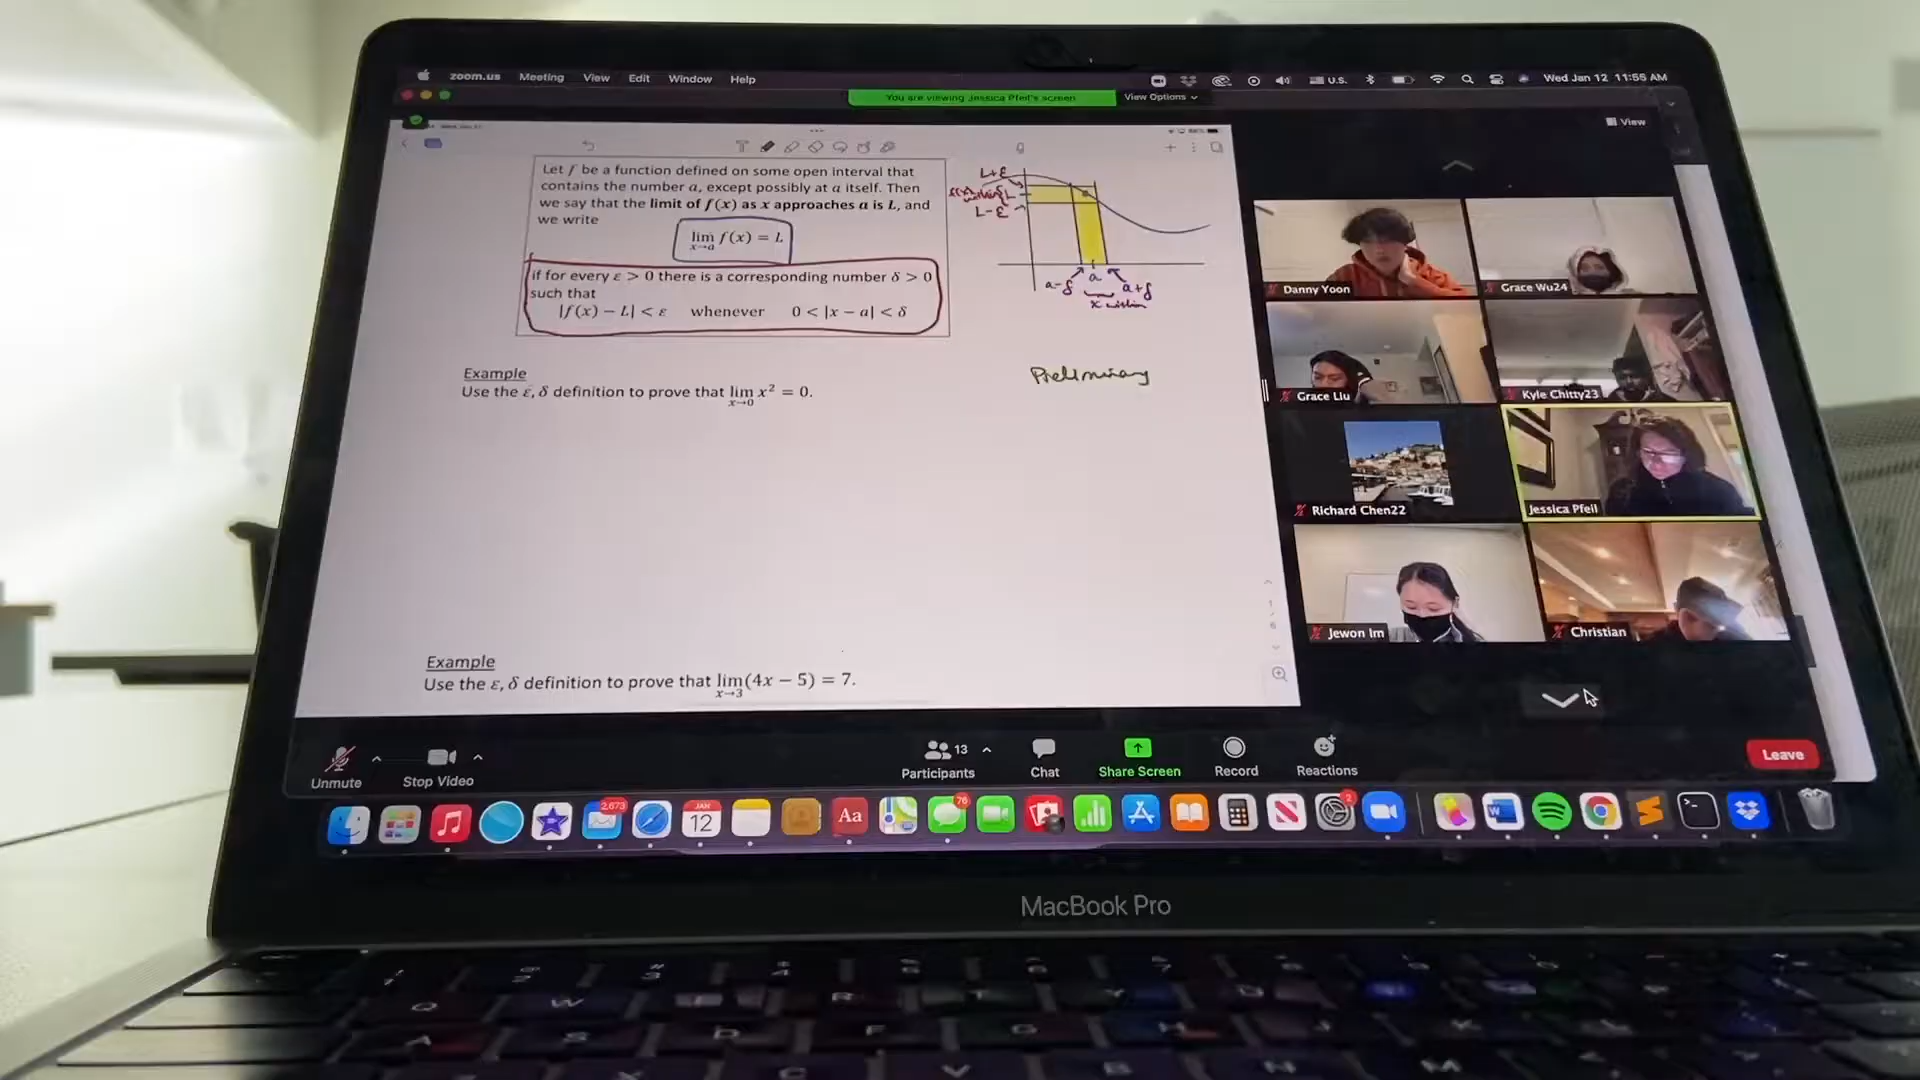 zoom.us Meeting View Edit Window Help
U.S. Wed Jan 12 11:55 AM
You are viewing Jessica Pfeil's screen View Options
View
Let f be a function defined on some open interval that
contains the number a, except possibly at a itself. Then
we say that the limit of f(x) as x approaches a is L, and
we write
lim f(x) = L
x→a
if for every ε > 0 there is a corresponding number δ > 0
such that
|f(x) − L| < ε whenever 0 < |x − a| < δ
L+ε
L
L-ε
a-δ a a+δ
x within
Example
Use the ε, δ definition to prove that lim x² = 0.
x→0
Preliminary
Example
Use the ε, δ definition to prove that lim(4x − 5) = 7.
x→3
Danny Yoon
Grace Wu24
Grace Liu
Kyle Chitty23
Richard Chen22
Jessica Pfeil
Jewon Im
Christian
Unmute
Stop Video
13
Participants
Chat
Share Screen
Record
Reactions
Leave
2,673
JAN
12
Aa
76
2
W
MacBook Pro